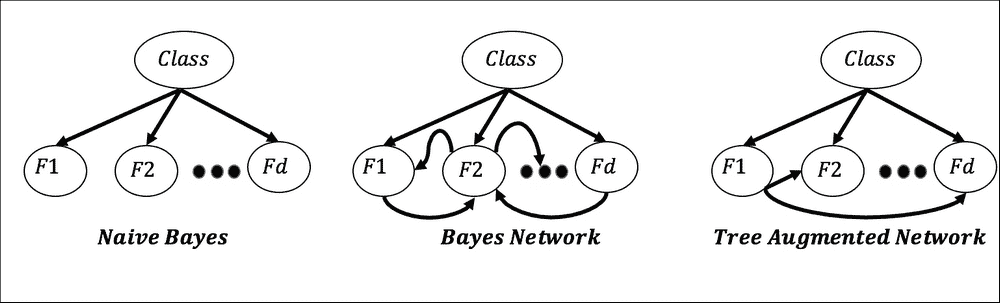 Class Class Class
F1 F2 Fd F1 F2 Fd F1 F2 Fd
Naive Bayes Bayes Network Tree Augmented Network